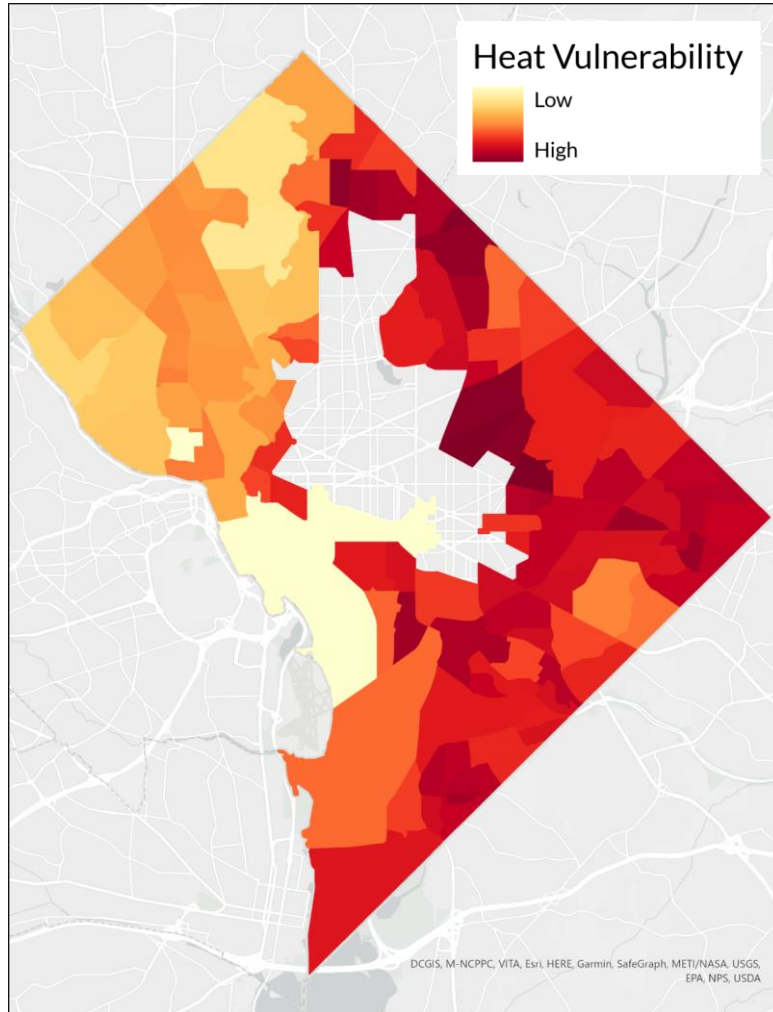 Heat Vulnerability
Low
High
DCGIS, M-NCPPC, VITA, Esri, HERE, Garmin, SafeGraph, METI/NASA, USGS,
EPA, NPS, USDA